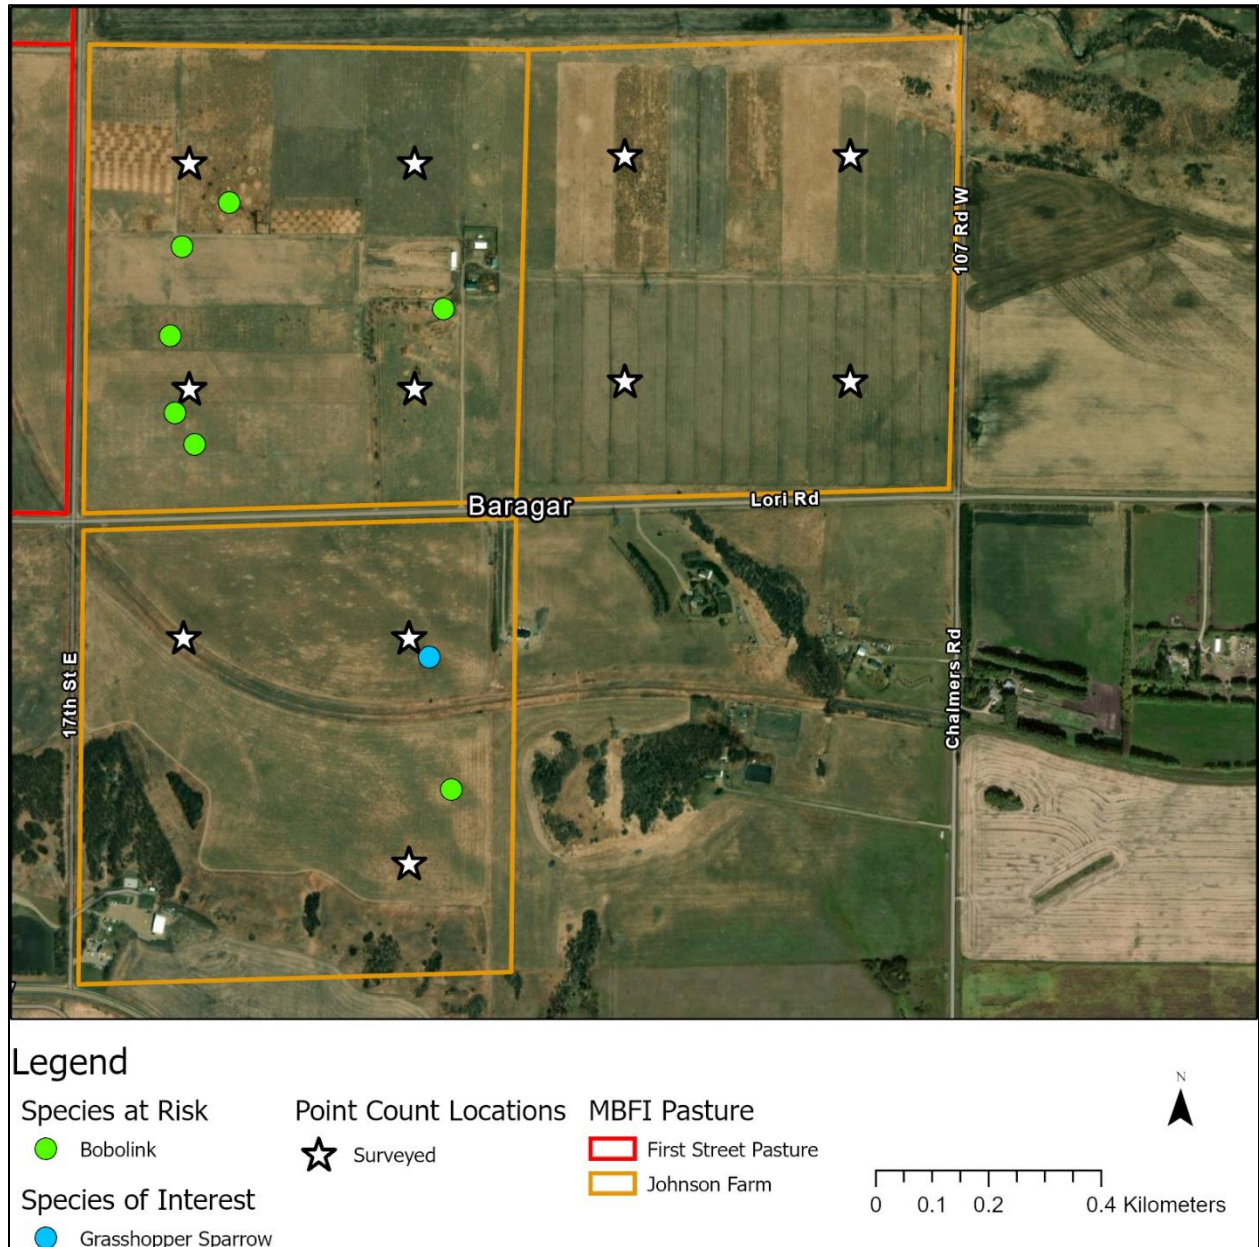 107 Rd W
Baragar
Lori Rd
17th St E
Chalmers Rd
Legend
Species at Risk
Bobolink
Species of Interest
Grasshopper Sparrow
Point Count Locations
Surveyed
MBFI Pasture
First Street Pasture
Johnson Farm
N
0 0.1 0.2 0.4 Kilometers